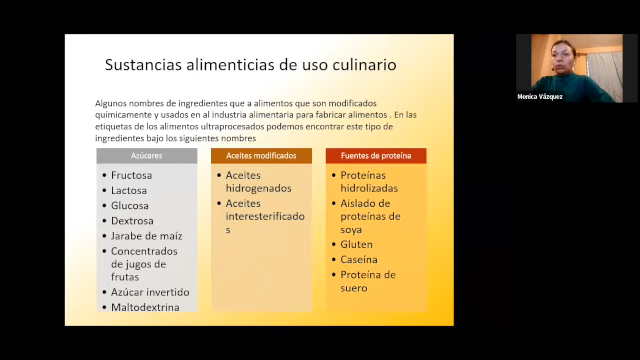 Sustancias alimenticias de uso culinario
Algunos nombres de ingredientes que a alimentos que son modificados
químicamente y usados en al industria alimentaria para fabricar alimentos . En las
etiquetas de los alimentos ultraprocesados podemos encontrar este tipo de
ingredientes bajo los siguientes nombres
Azúcares
• Fructosa
• Lactosa
• Glucosa
• Dextrosa
• Jarabe de maíz
• Concentrados
de jugos de
frutas
• Azúcar invertido
• Maltodextrina
Aceites modificados
• Aceites
hidrogenados
• Aceites
interesterificado
s
Fuentes de proteína
• Proteínas
hidrolizadas
• Aislado de
proteínas de
soya
• Gluten
• Caseína
• Proteína de
suero
Monica Vázquez